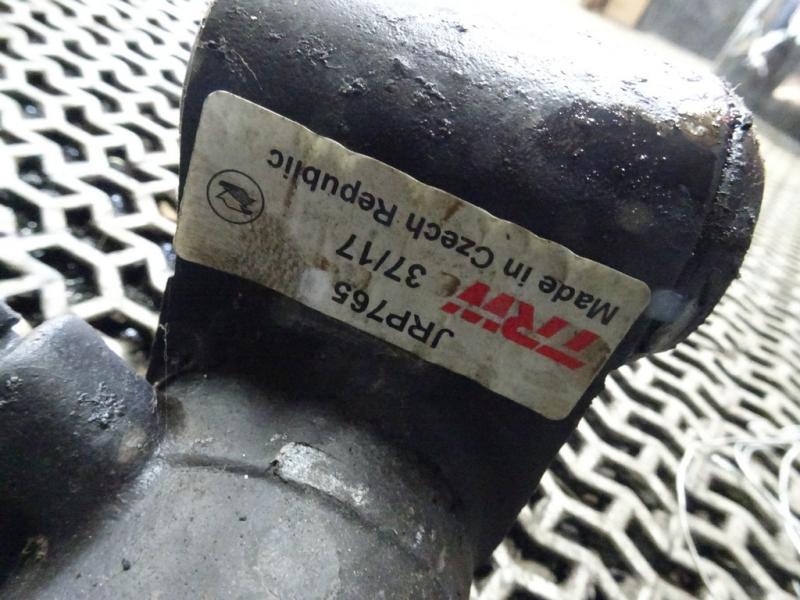 JRP765
TRW 37/17
Made in Czech Republic